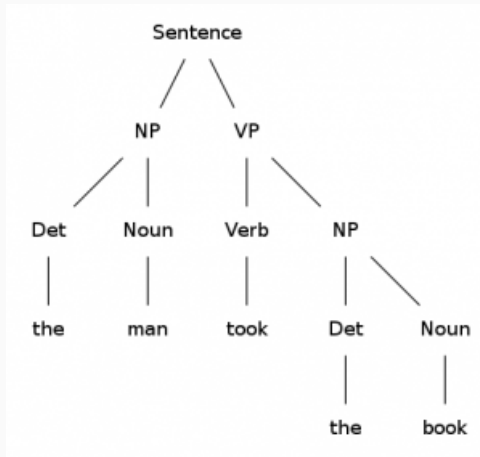 Sentence
NP VP
Det Noun Verb NP
the man took Det Noun
the book